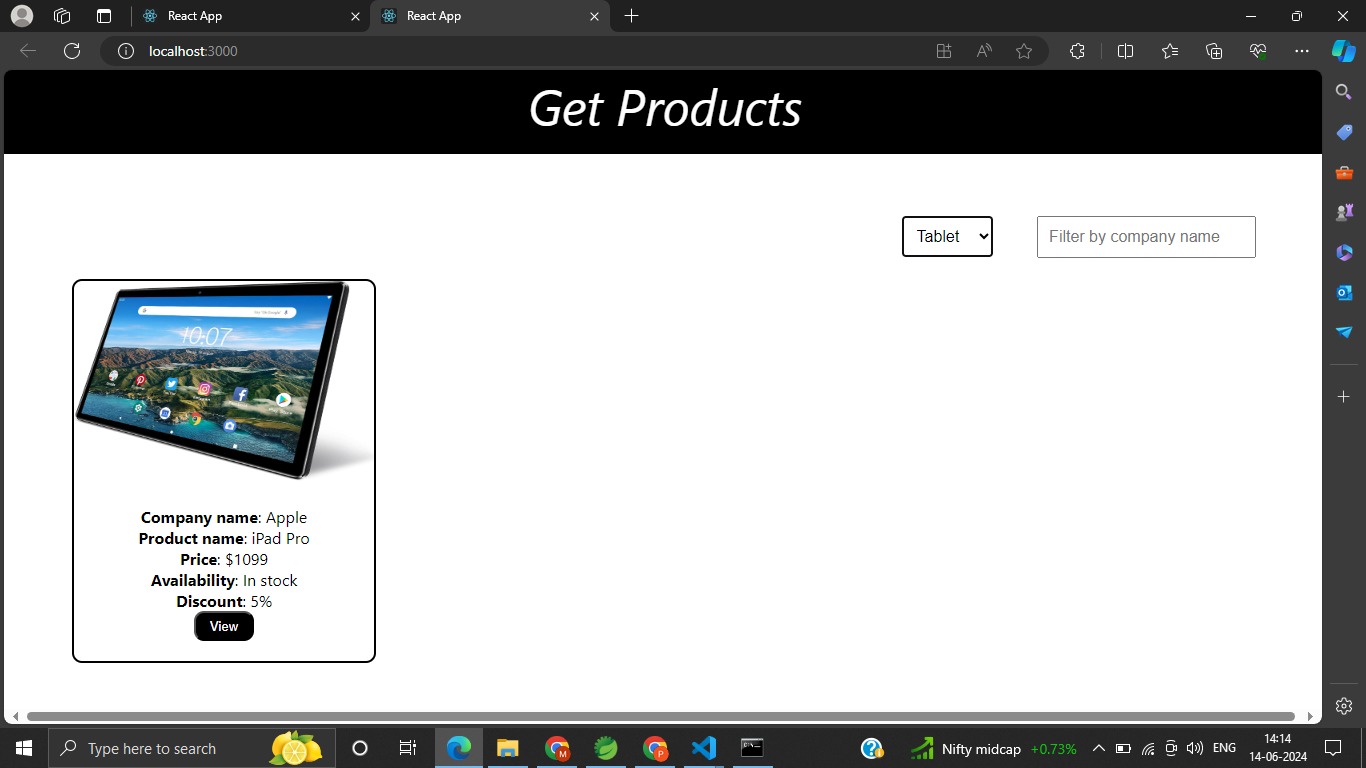 React App
React App
localhost:3000
Get Products
Tablet
Filter by company name
10:07
Company name: Apple
Product name: iPad Pro
Price: $1099
Availability: In stock
Discount: 5%
View
Type here to search
Nifty midcap +0.73%
ENG
14:14
14-06-2024